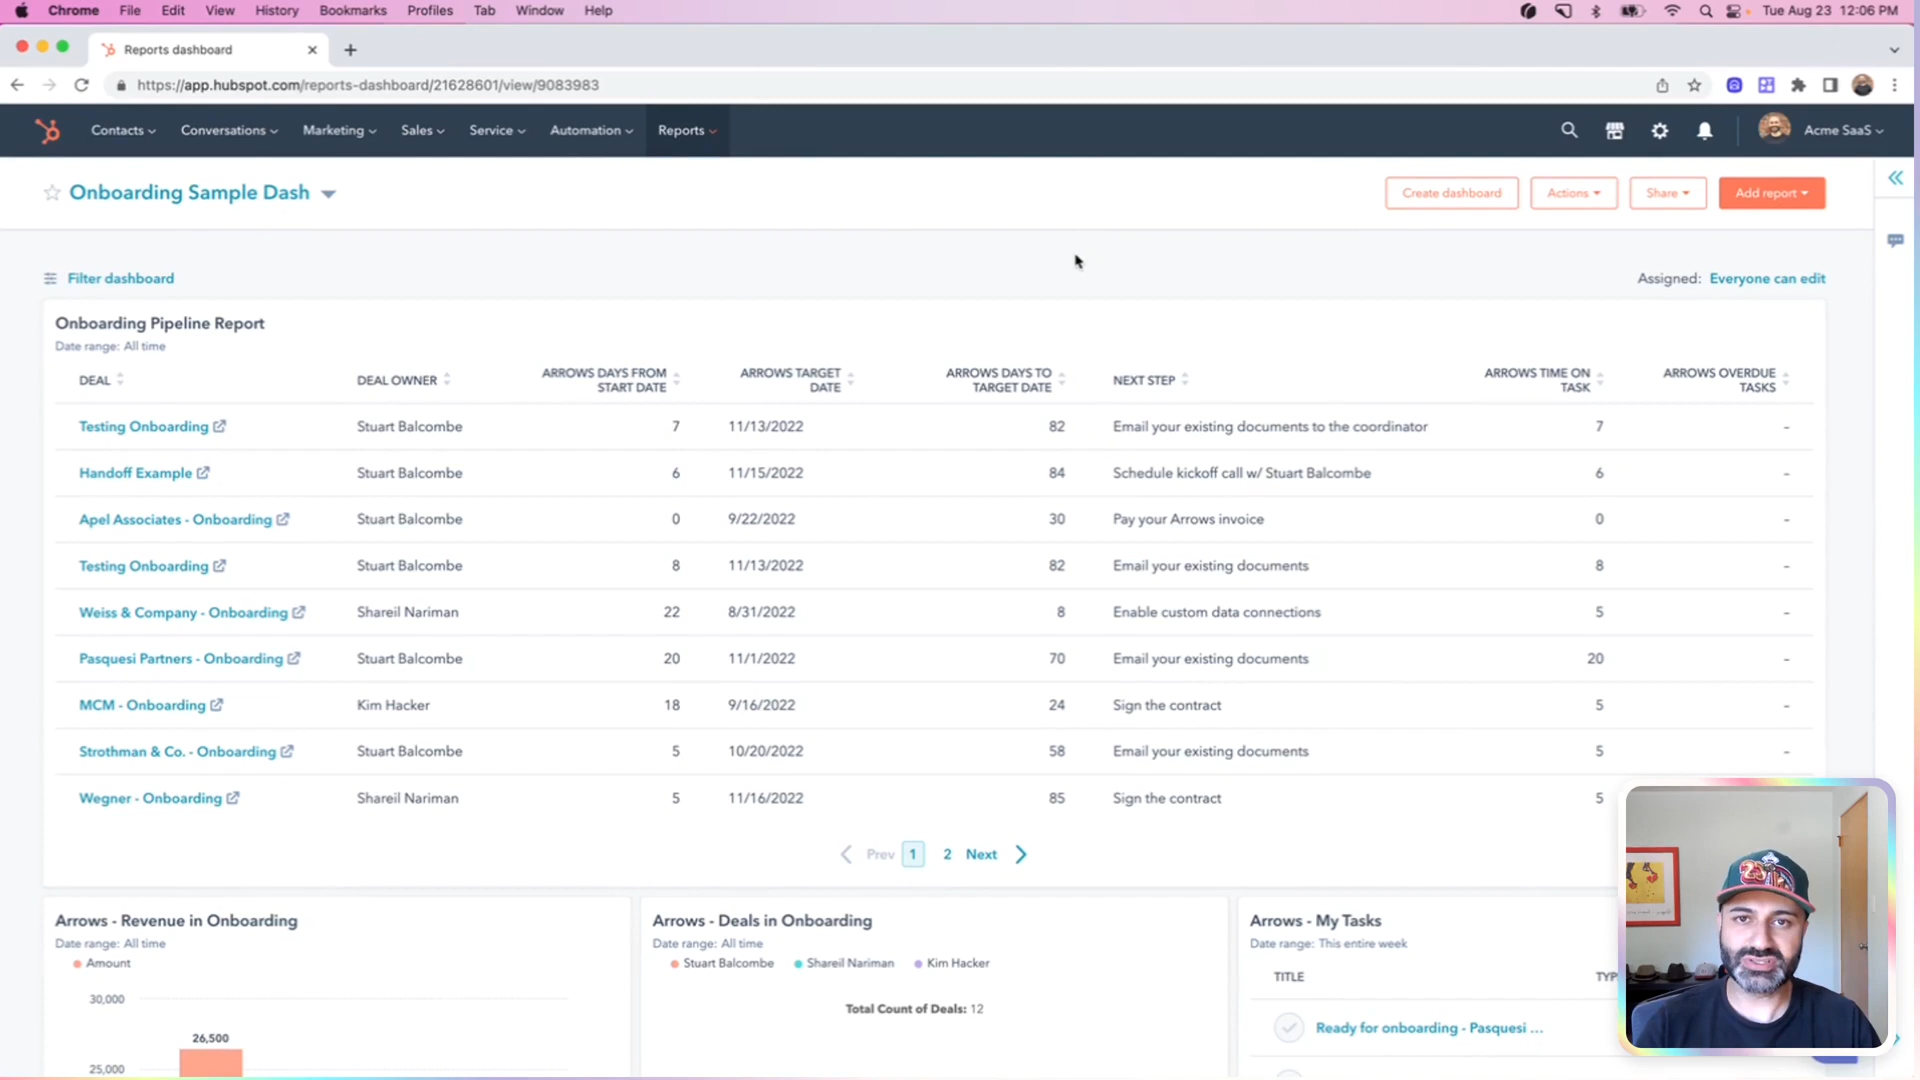 Chrome File Edit View History Bookmarks Profiles Tab Window Help Tue Aug 23 12:06 PM
Reports dashboard
https://app.hubspot.com/reports-dashboard/21628601/view/9083983
Contacts Conversations Marketing Sales Service Automation Reports Acme SaaS
Onboarding Sample Dash Create dashboard Actions Share Add report
Filter dashboard Assigned: Everyone can edit
Onboarding Pipeline Report
Date range: All time
DEAL DEAL OWNER ARROWS DAYS FROM START DATE ARROWS TARGET DATE ARROWS DAYS TO TARGET DATE NEXT STEP ARROWS TIME ON TASK ARROWS OVERDUE TASKS
Testing Onboarding Stuart Balcombe 7 11/13/2022 82 Email your existing documents to the coordinator 7 -
Handoff Example Stuart Balcombe 6 11/15/2022 84 Schedule kickoff call w/ Stuart Balcombe 6 -
Apel Associates - Onboarding Stuart Balcombe 0 9/22/2022 30 Pay your Arrows invoice 0 -
Testing Onboarding Stuart Balcombe 8 11/13/2022 82 Email your existing documents 8 -
Weiss & Company - Onboarding Shareil Nariman 22 8/31/2022 8 Enable custom data connections 5 -
Pasquesi Partners - Onboarding Stuart Balcombe 20 11/1/2022 70 Email your existing documents 20 -
MCM - Onboarding Kim Hacker 18 9/16/2022 24 Sign the contract 5 -
Strothman & Co. - Onboarding Stuart Balcombe 5 10/20/2022 58 Email your existing documents 5 -
Wegner - Onboarding Shareil Nariman 5 11/16/2022 85 Sign the contract 5
Prev 1 2 Next
Arrows - Revenue in Onboarding
Date range: All time
Amount
30,000
26,500
25,000
Arrows - Deals in Onboarding
Date range: All time
Stuart Balcombe Shareil Nariman Kim Hacker
Total Count of Deals: 12
Arrows - My Tasks
Date range: This entire week
TITLE TYP
Ready for onboarding - Pasquesi ...